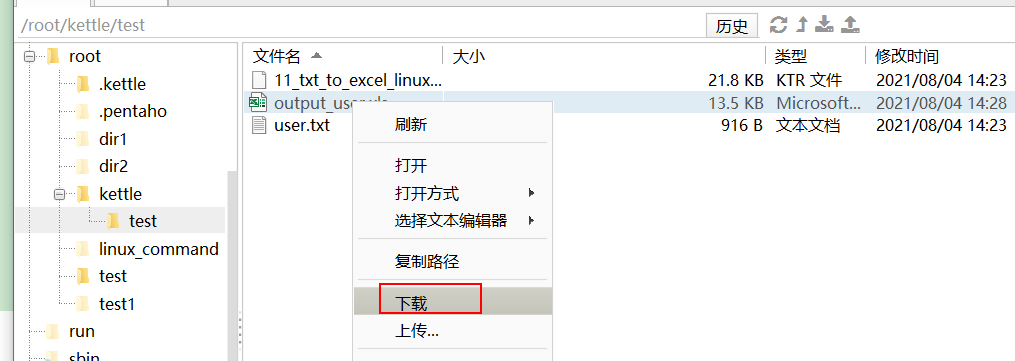 /root/kettle/test
历史
root
.kettle
.pentaho
dir1
dir2
kettle
test
linux_command
test
test1
run
sbin
文件名 大小 类型 修改时间
11_txt_to_excel_linux... 21.8 KB KTR 文件 2021/08/04 14:23
output_user.xls 13.5 KB Microsoft... 2021/08/04 14:28
user.txt 916 B 文本文档 2021/08/04 14:23
刷新
打开
打开方式
选择文本编辑器
复制路径
下载
上传...